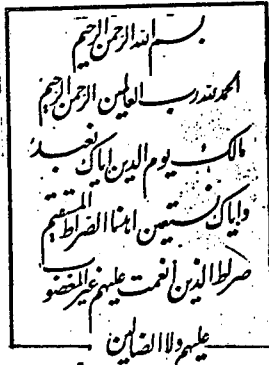 بسم الله الرحمن الرحيم
الحمد لله رب العالمين الرحمن الرحيم
مالك يوم الدين اياك نعبد
واياك نستعين اهدنا الصراط المستقيم
صراط الذين انعمت عليهم غير المغضوب
عليهم ولا الضالين